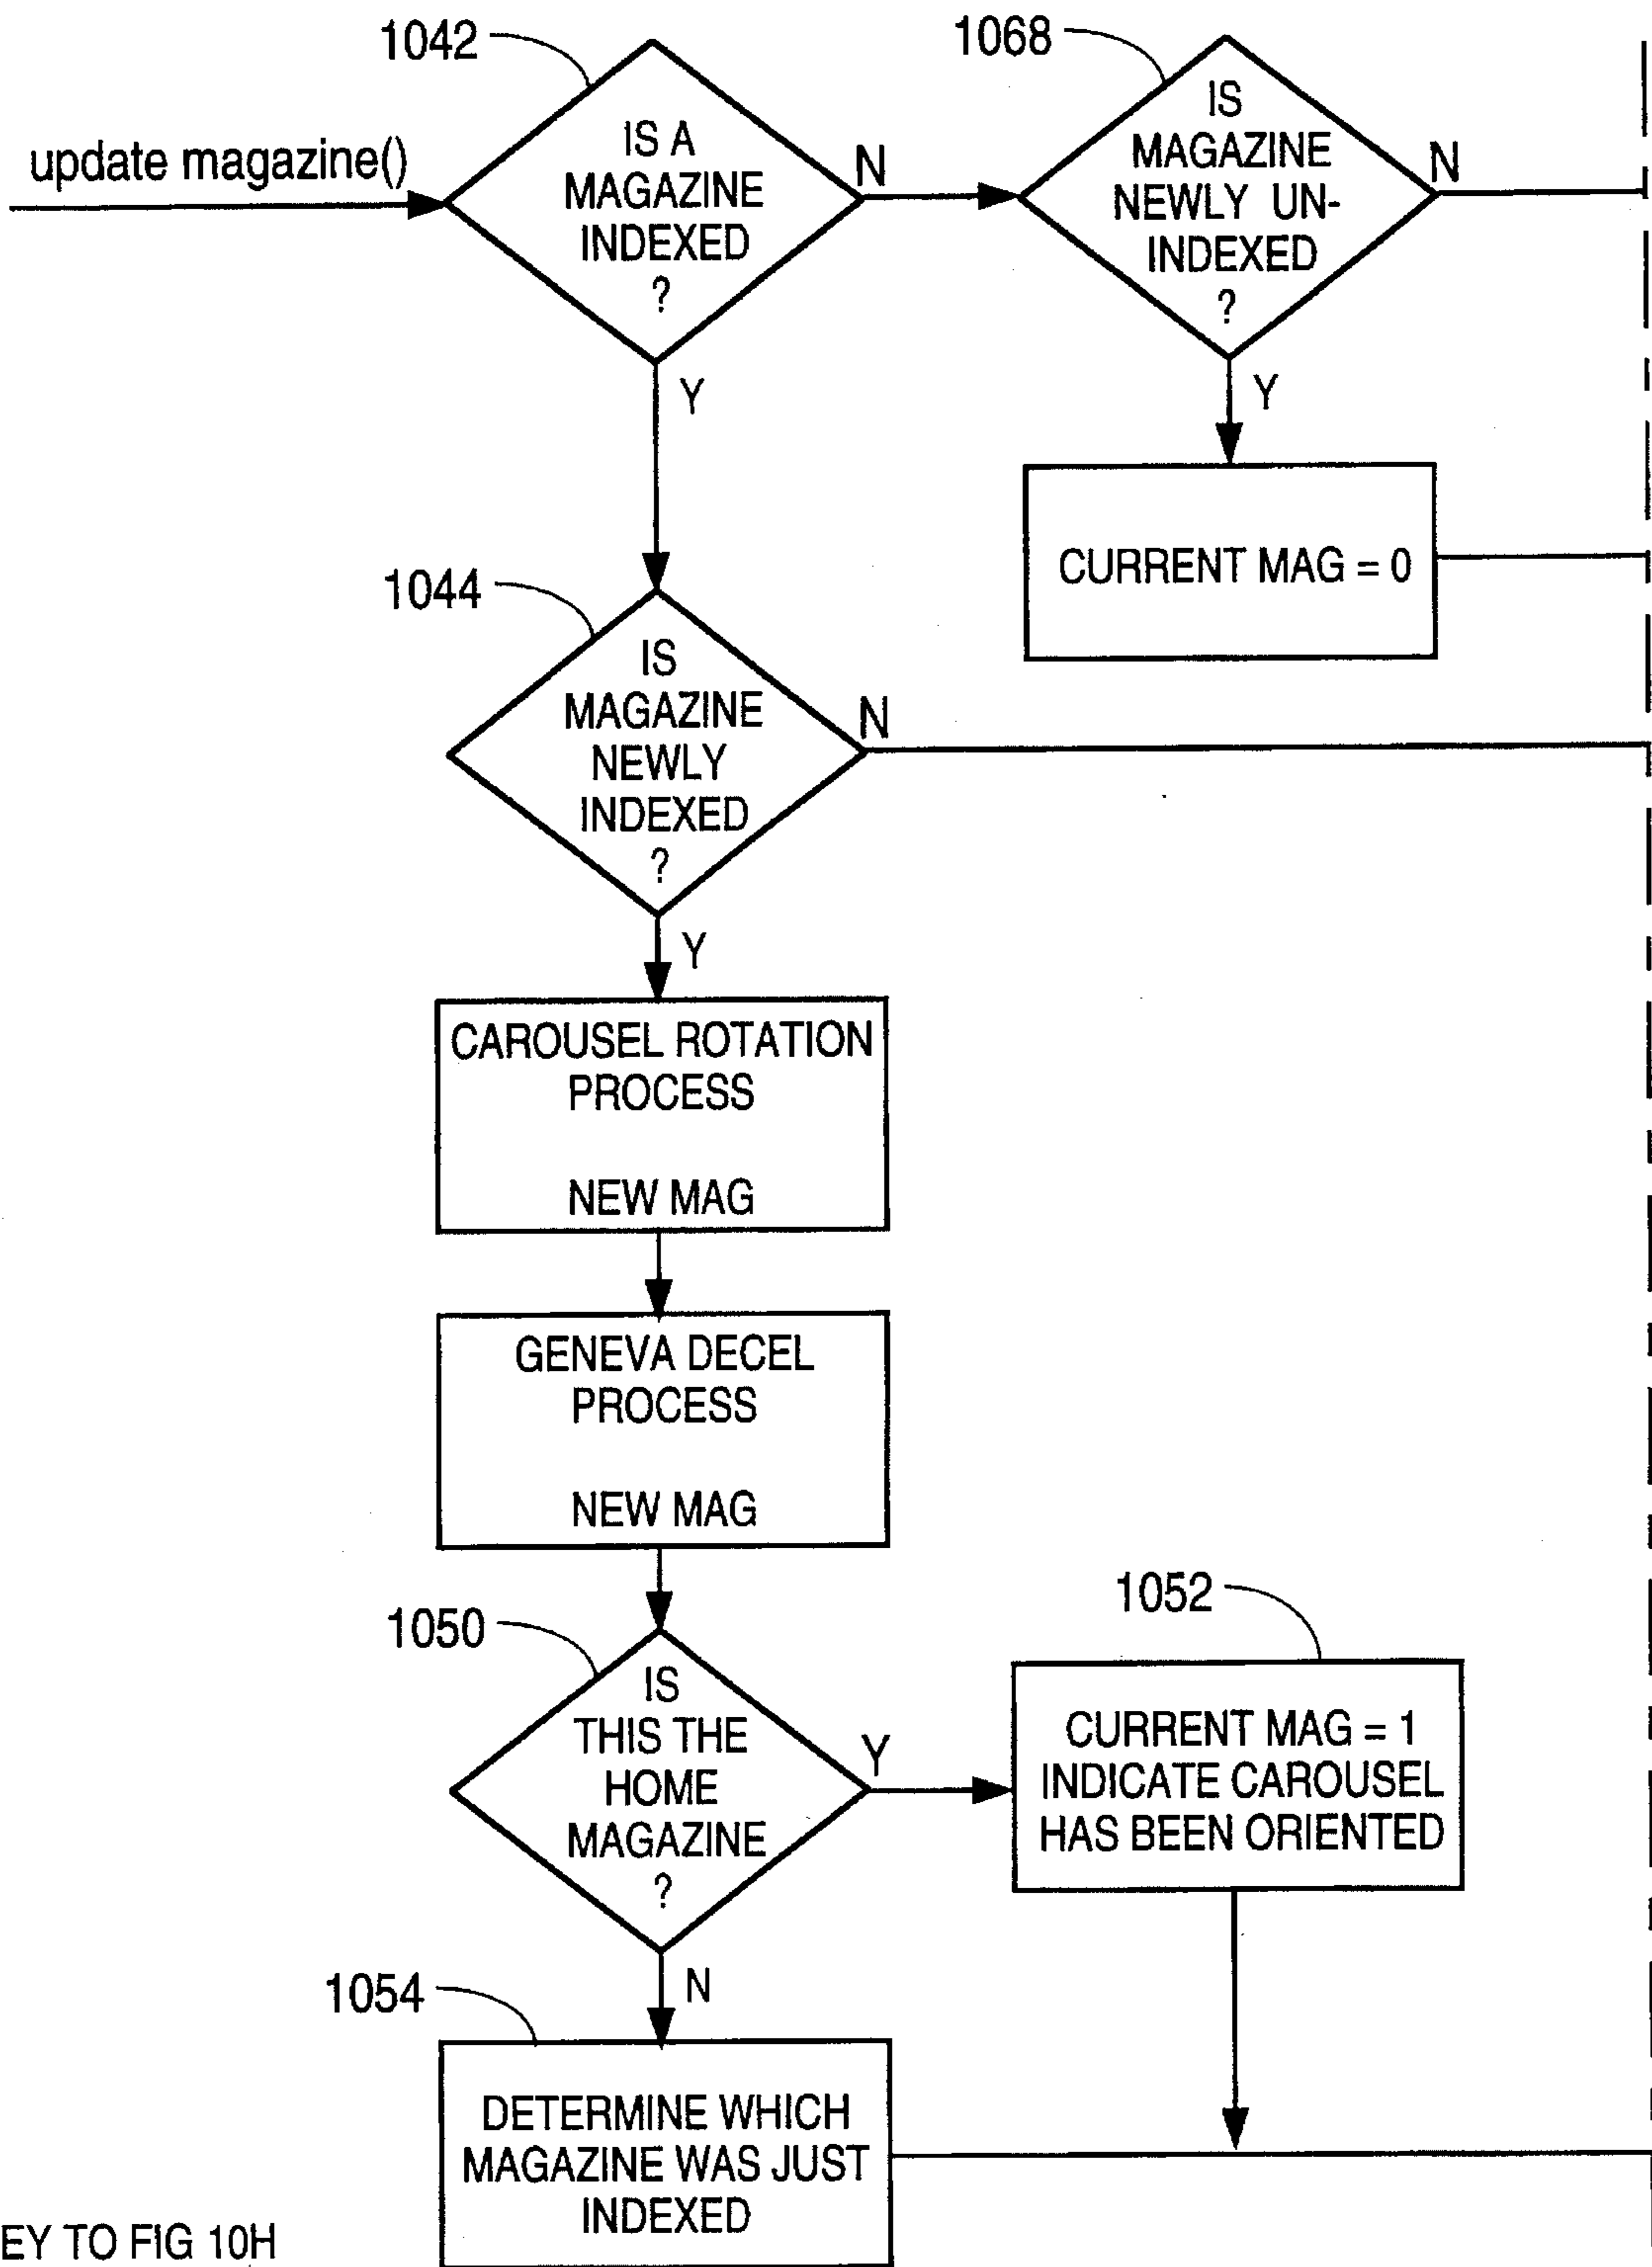 1042
1068
update magazine()
IS A
MAGAZINE
INDEXED
?
N
Y
IS
MAGAZINE
NEWLY UN-
INDEXED
?
N
Y
CURRENT MAG = 0
1044
IS
MAGAZINE
NEWLY
INDEXED
?
N
Y
CAROUSEL ROTATION
PROCESS
NEW MAG
GENEVA DECEL
PROCESS
NEW MAG
1050
IS
THIS THE
HOME
MAGAZINE
?
Y
N
1052
CURRENT MAG = 1
INDICATE CAROUSEL
HAS BEEN ORIENTED
1054
DETERMINE WHICH
MAGAZINE WAS JUST
INDEXED
EY TO FIG 10H